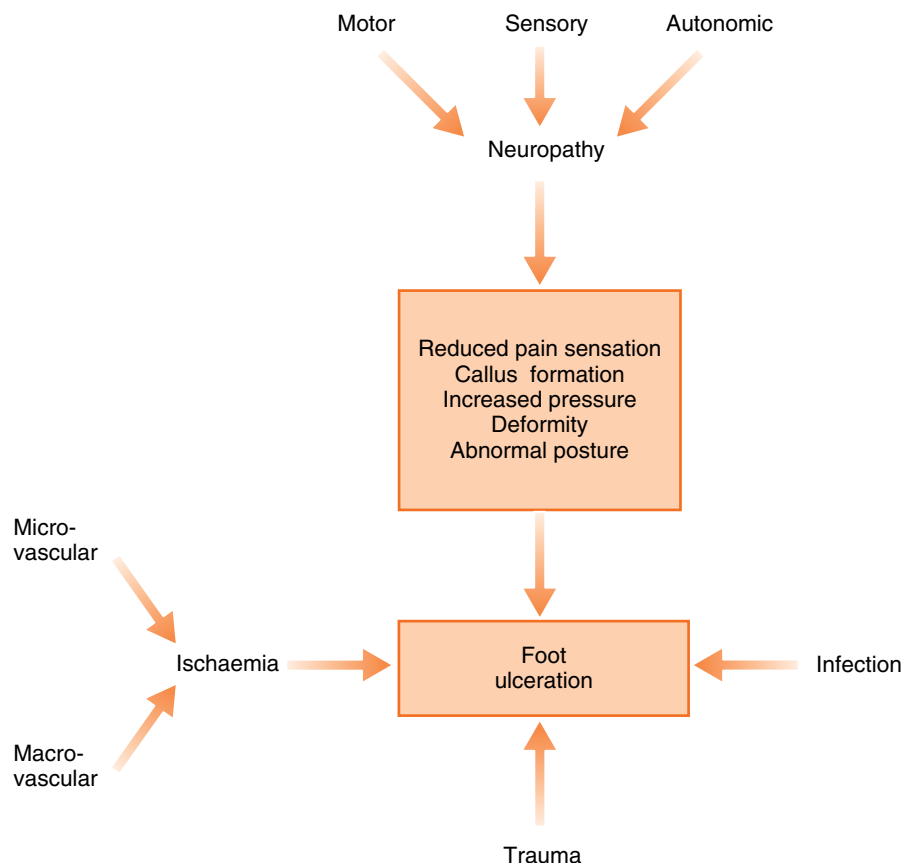 Motor
Sensory
Autonomic
Neuropathy
Reduced pain sensation
Callus formation
Increased pressure
Deformity
Abnormal posture
Micro-
vascular
Ischaemia
Foot
ulceration
Infection
Macro-
vascular
Trauma